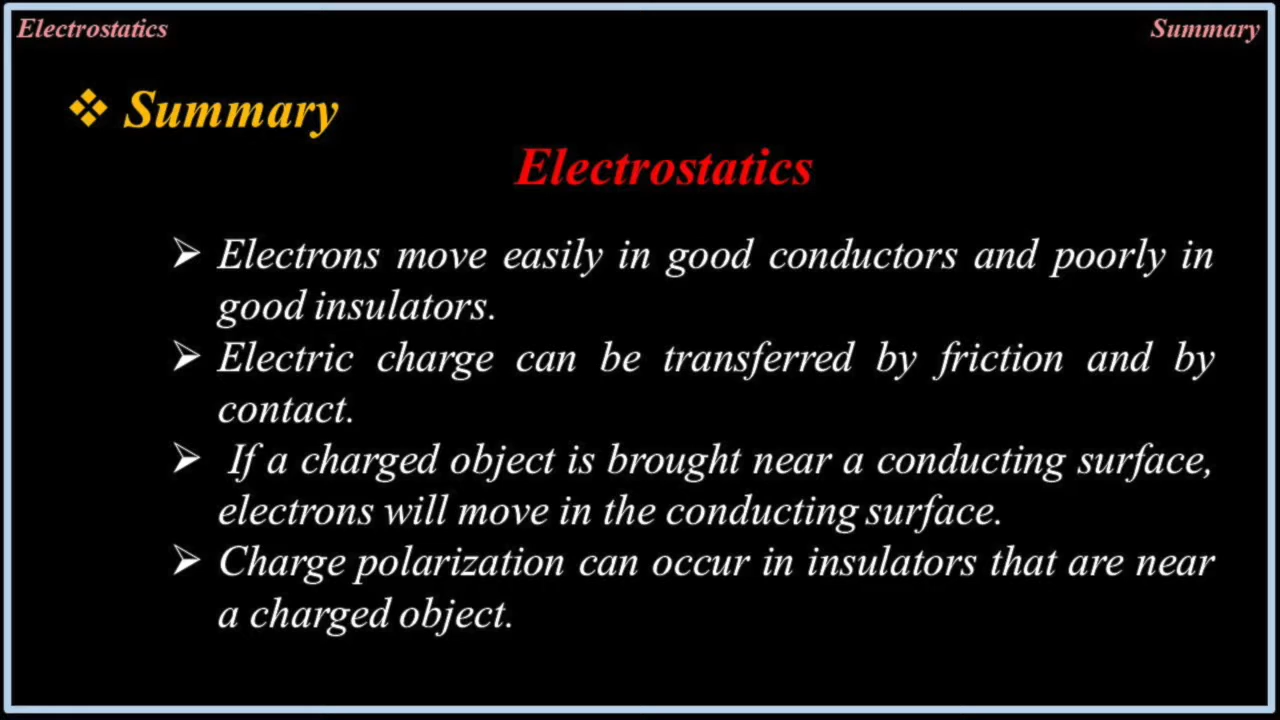 Electrostatics
Summary
❖ Summary
Electrostatics
➢ Electrons move easily in good conductors and poorly in
good insulators.
➢ Electric charge can be transferred by friction and by
contact.
➢ If a charged object is brought near a conducting surface,
electrons will move in the conducting surface.
➢ Charge polarization can occur in insulators that are near
a charged object.